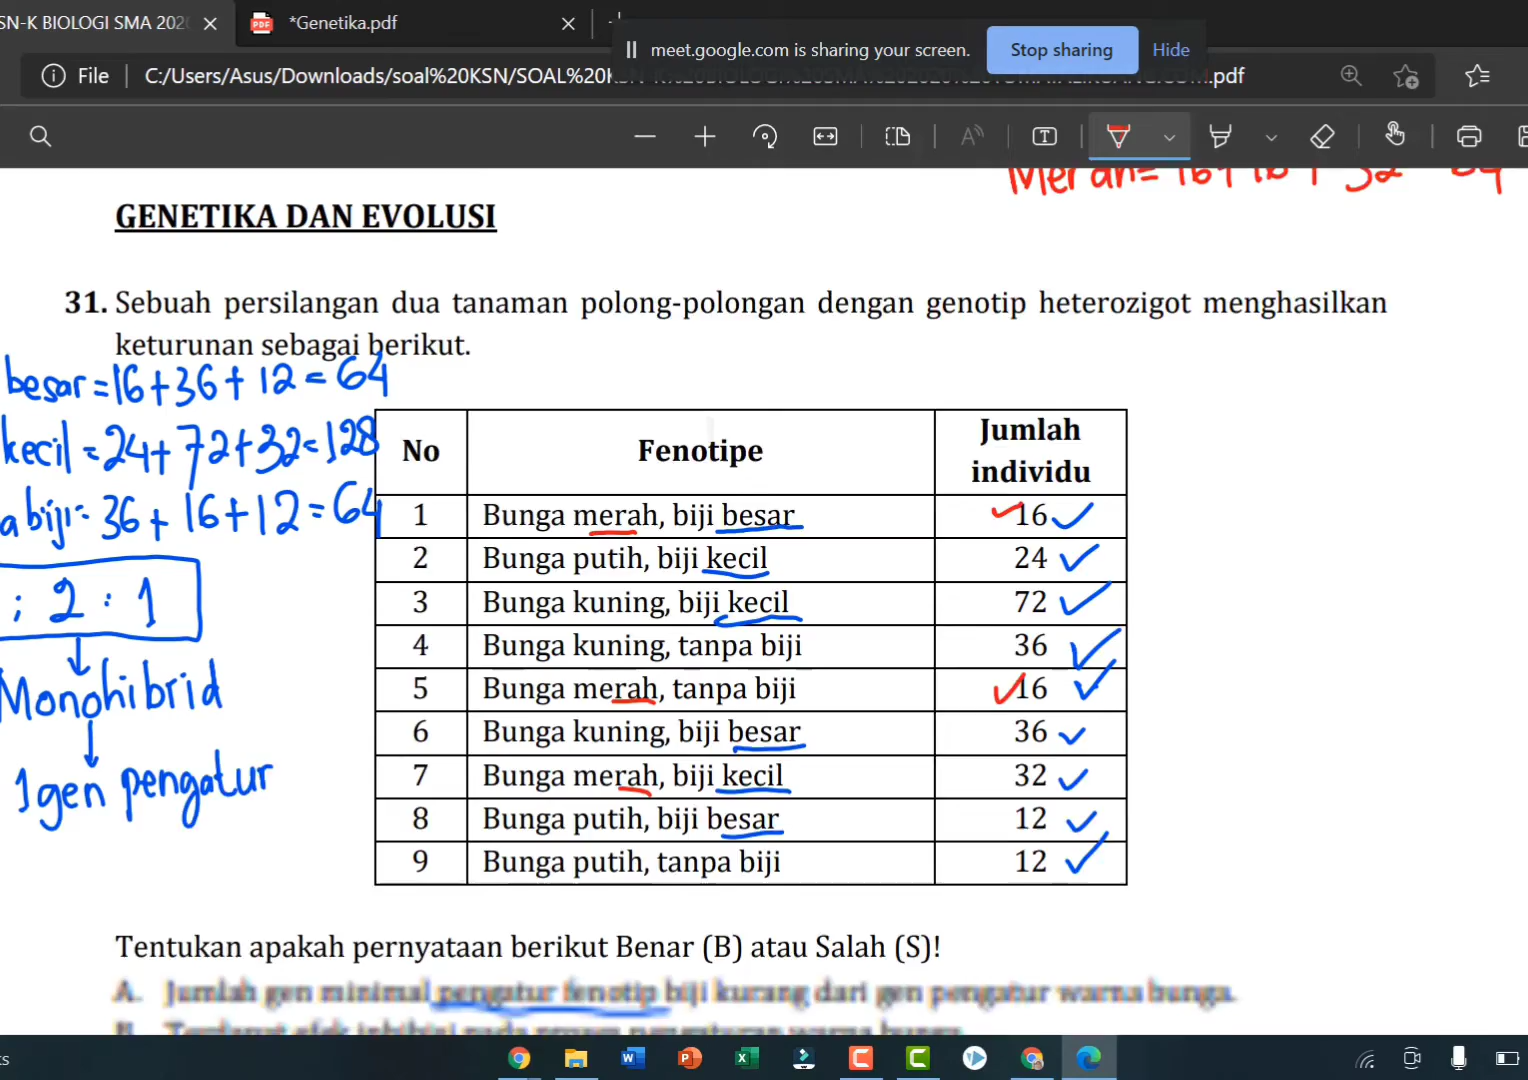 SN-K BIOLOGI SMA 202
*Genetika.pdf
meet.google.com is sharing your screen.
Stop sharing
Hide
File
C:/Users/Asus/Downloads/soal%20KSN/SOAL%20K
.pdf
Merah=16+16+32 64
GENETIKA DAN EVOLUSI
31. Sebuah persilangan dua tanaman polong-polongan dengan genotip heterozigot menghasilkan
keturunan sebagai berikut.
besar=16+36+12=64
kecil=24+72+32=128
a biji=36+16+12=64
: 2 : 1
Monohibrid
1 gen pengatur
No Fenotipe Jumlah individu
1 Bunga merah, biji besar 16
2 Bunga putih, biji kecil 24
3 Bunga kuning, biji kecil 72
4 Bunga kuning, tanpa biji 36
5 Bunga merah, tanpa biji 16
6 Bunga kuning, biji besar 36
7 Bunga merah, biji kecil 32
8 Bunga putih, biji besar 12
9 Bunga putih, tanpa biji 12
Tentukan apakah pernyataan berikut Benar (B) atau Salah (S)!
A. Jumlah gen minimal pengatur fenotip biji kurang dari gen pengatur warna bunga.